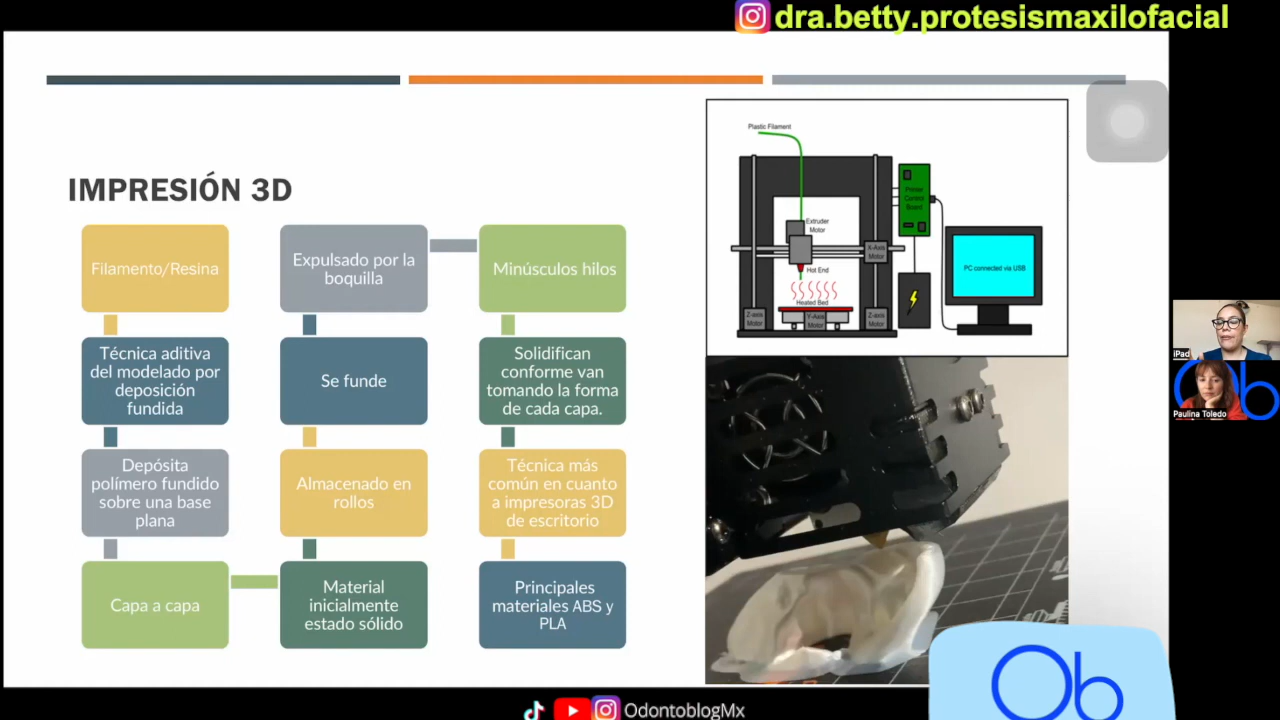 dra.betty.protesismaxilofacial
IMPRESIÓN 3D
Filamento/Resina
Técnica aditiva
del modelado por
deposición
fundida
Depósita
polímero fundido
sobre una base
plana
Capa a capa
Material
inicialmente
estado sólido
Almacenado en
rollos
Se funde
Expulsado por la
boquilla
Minúsculos hilos
Solidifican
conforme van
tomando la forma
de cada capa.
Técnica más
común en cuanto
a impresoras 3D
de escritorio
Principales
materiales ABS y
PLA
Plastic Filament
Extruder
Motor
Hot End
Heated Bed
Z-axis
Motor
Y-Axis
Motor
X-Axis
Motor
Z-axis
Motor
Printer
Control
Board
PC connected via USB
iPad
Ob
Paulina Toledo
Ob
OdontoblogMx